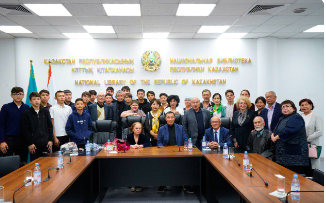 ҚАЗАҚСТАН РЕСПУБЛИКАСЫНЫҢ
ҰЛТТЫҚ КІТАПХАНАСЫ
НАЦИОНАЛЬНАЯ БИБЛИОТЕКА
РЕСПУБЛИКИ КАЗАХСТАН
NATIONAL LIBRARY OF THE REPUBLIC OF KAZAKHSTAN